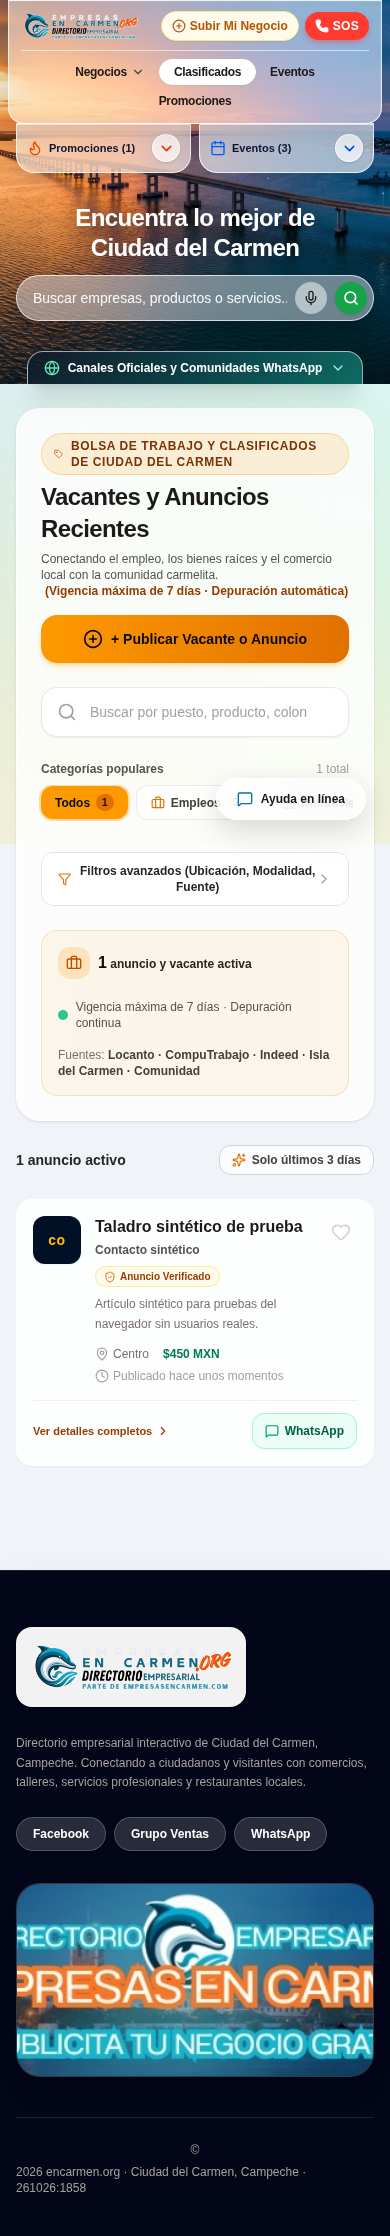 EMPRESAS
EN CARMEN.ORG
DIRECTORIO EMPRESARIAL
Subir Mi Negocio
SOS
Negocios
Clasificados
Eventos
Promociones
Promociones (1)
Eventos (3)
Encuentra lo mejor de
Ciudad del Carmen
Buscar empresas, productos o servicios..
Canales Oficiales y Comunidades WhatsApp
BOLSA DE TRABAJO Y CLASIFICADOS
DE CIUDAD DEL CARMEN
Vacantes y Anuncios
Recientes
Conectando el empleo, los bienes raíces y el comercio
local con la comunidad carmelita.
(Vigencia máxima de 7 días · Depuración automática)
+ Publicar Vacante o Anuncio
Buscar por puesto, producto, colon
Categorías populares
1 total
Todos 1
Empleos
Ayuda en línea
Filtros avanzados (Ubicación, Modalidad,
Fuente)
1 anuncio y vacante activa
Vigencia máxima de 7 días · Depuración
continua
Fuentes: Locanto · CompuTrabajo · Indeed · Isla
del Carmen · Comunidad
1 anuncio activo
Solo últimos 3 días
co
Taladro sintético de prueba
Contacto sintético
Anuncio Verificado
Artículo sintético para pruebas del
navegador sin usuarios reales.
Centro $450 MXN
Publicado hace unos momentos
Ver detalles completos
WhatsApp
EN CARMEN.ORG
DIRECTORIO EMPRESARIAL
PARTE DE EMPRESASENCARMEN.COM
Directorio empresarial interactivo de Ciudad del Carmen,
Campeche. Conectando a ciudadanos y visitantes con comercios,
talleres, servicios profesionales y restaurantes locales.
Facebook
Grupo Ventas
WhatsApp
RECTORIO EMPRESAR
PRESAS EN CARN
UBLICITA TU NEGOCIO GRAT
©
2026 encarmen.org · Ciudad del Carmen, Campeche ·
261026:1858